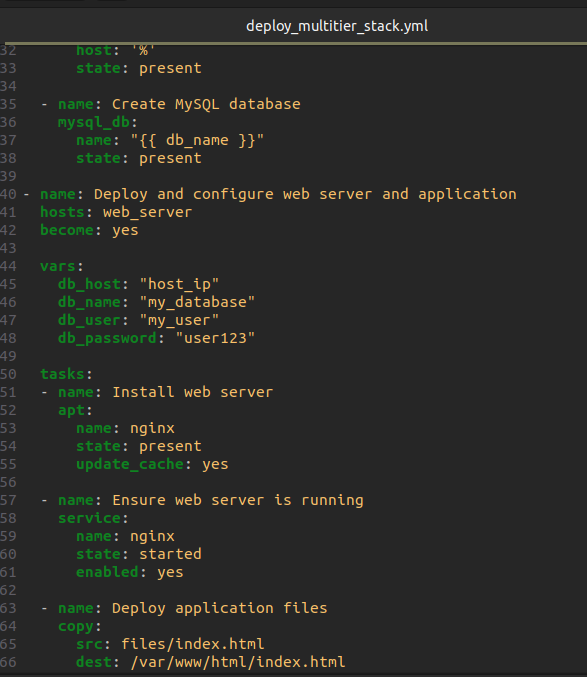 deploy_multitier_stack.yml
32       host: '%'
33       state: present
34
35   - name: Create MySQL database
36     mysql_db:
37       name: "{{ db_name }}"
38       state: present
39
40 - name: Deploy and configure web server and application
41   hosts: web_server
42   become: yes
43
44   vars:
45     db_host: "host_ip"
46     db_name: "my_database"
47     db_user: "my_user"
48     db_password: "user123"
49
50   tasks:
51   - name: Install web server
52     apt:
53       name: nginx
54       state: present
55       update_cache: yes
56
57   - name: Ensure web server is running
58     service:
59       name: nginx
60       state: started
61       enabled: yes
62
63   - name: Deploy application files
64     copy:
65       src: files/index.html
66       dest: /var/www/html/index.html